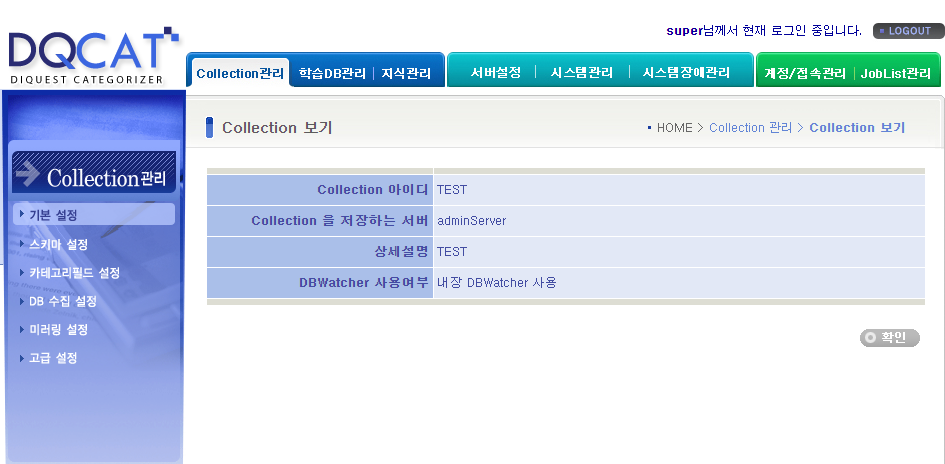 super님께서 현재 로그인 중입니다. LOGOUT
DQCAT
DIQUEST CATEGORIZER
Collection관리 학습DB관리 지식관리 서버설정 시스템관리 시스템장애관리 계정/접속관리 JobList관리
Collection 보기
HOME > Collection 관리 > Collection 보기
Collection관리
기본 설정
스키마 설정
카테고리필드 설정
DB 수집 설정
미러링 설정
고급 설정
Collection 아이디 TEST
Collection 을 저장하는 서버 adminServer
상세설명 TEST
DBWatcher 사용여부 내장 DBWatcher 사용
확인